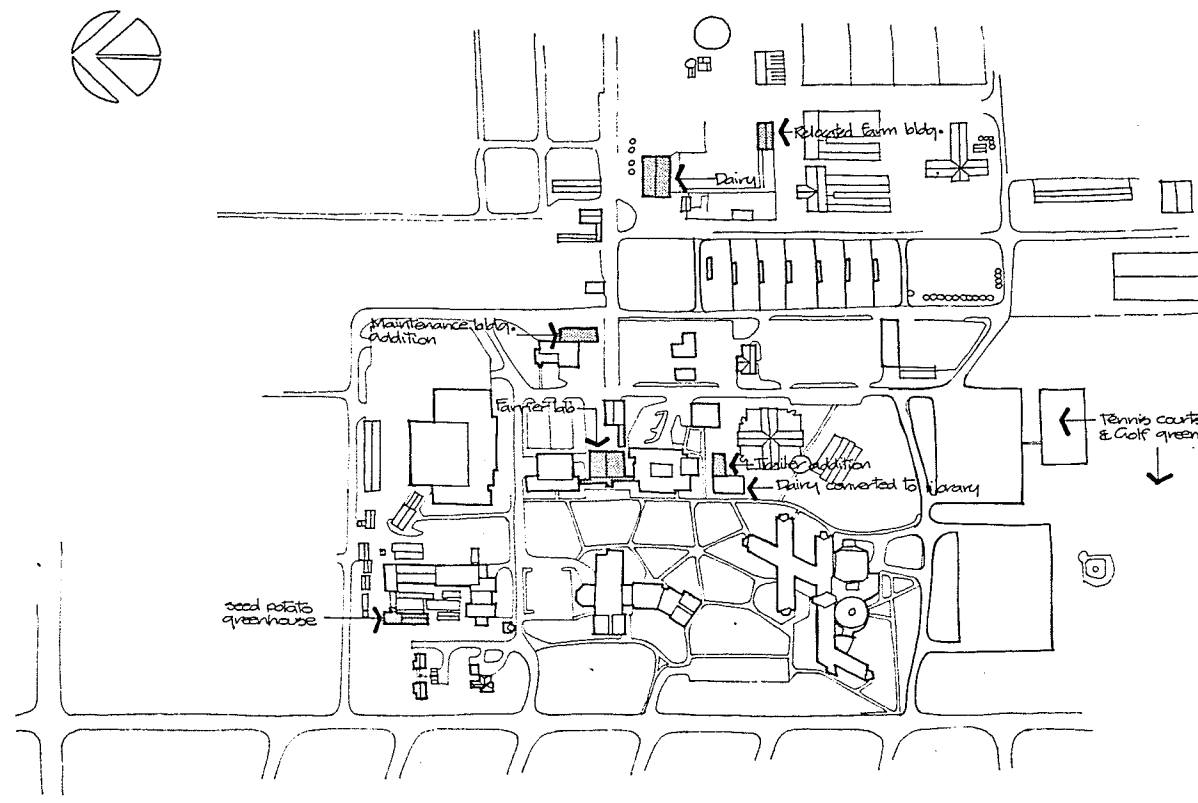 Relocated Farm bldg.
Dairy
Maintenance bldg.
addition
Farrier lab
Tennis courts
& Golf green
Trailer addition
Dairy converted to library
seed potato
greenhouse